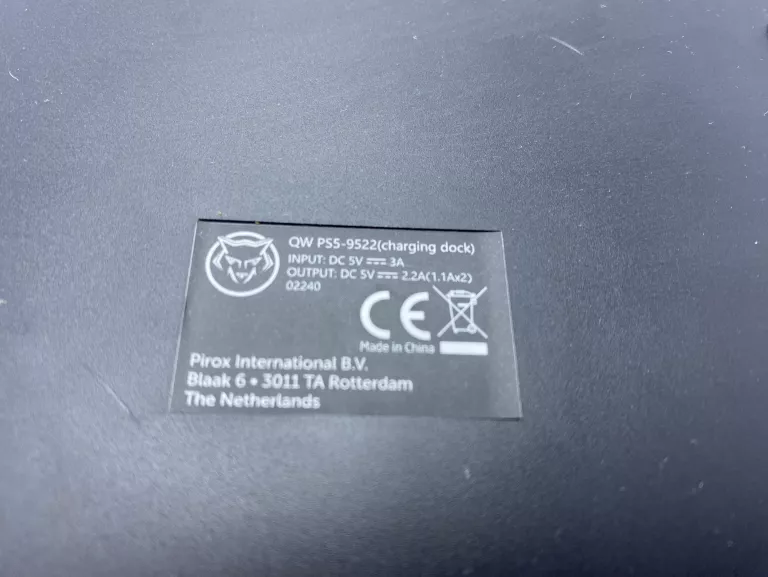 QW PS5-9522(charging dock)
INPUT: DC 5V ⎓ 3A
OUTPUT: DC 5V ⎓ 2.2A(1.1Ax2)
02240
CE
Made in China
Pirox International B.V.
Blaak 6 • 3011 TA Rotterdam
The Netherlands